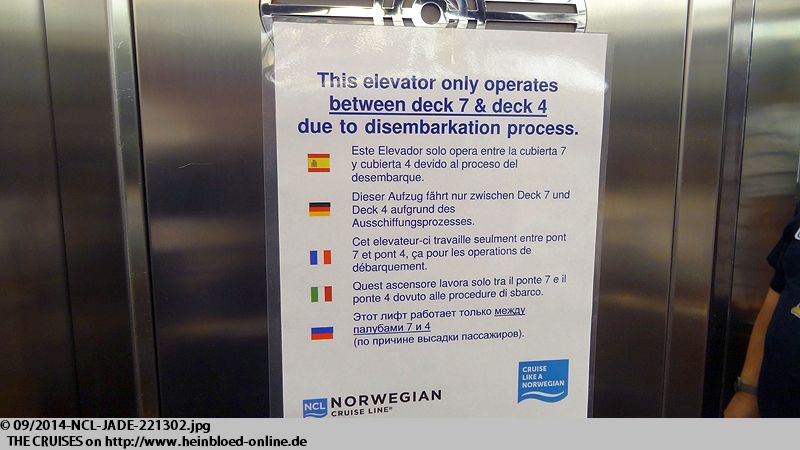 This elevator only operates
between deck 7 & deck 4
due to disembarkation process.
Este Elevador solo opera entre la cubierta 7
y cubierta 4 devido al proceso del
desembarque.
Dieser Aufzug fährt nur zwischen Deck 7 und
Deck 4 aufgrund des
Ausschiffungsprozesses.
Cet elevateur-ci travaille seulment entre pont
7 et pont 4, ça pour les operations de
débarquement.
Quest ascensore lavora solo tra il ponte 7 e il
ponte 4 dovuto alle procedure di sbarco.
Этот лифт работает только между
палубами 7 и 4
(по причине высадки пассажиров).
CRUISE
LIKE A
NORWEGIAN
NCL NORWEGIAN
CRUISE LINE®
© 09/2014-NCL-JADE-221302.jpg
THE CRUISES on http://www.heinbloed-online.de